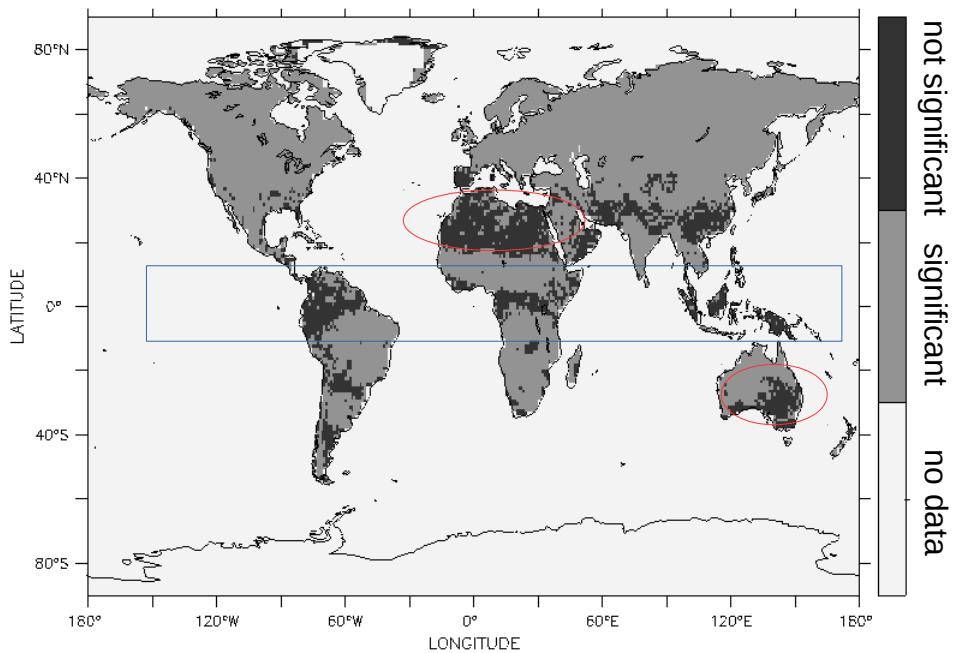 80°N
40°N
0°
40°S
80°S
LATITUDE
180°
120°W
60°W
0°
60°E
120°E
180°
LONGITUDE
not significant
significant
no data